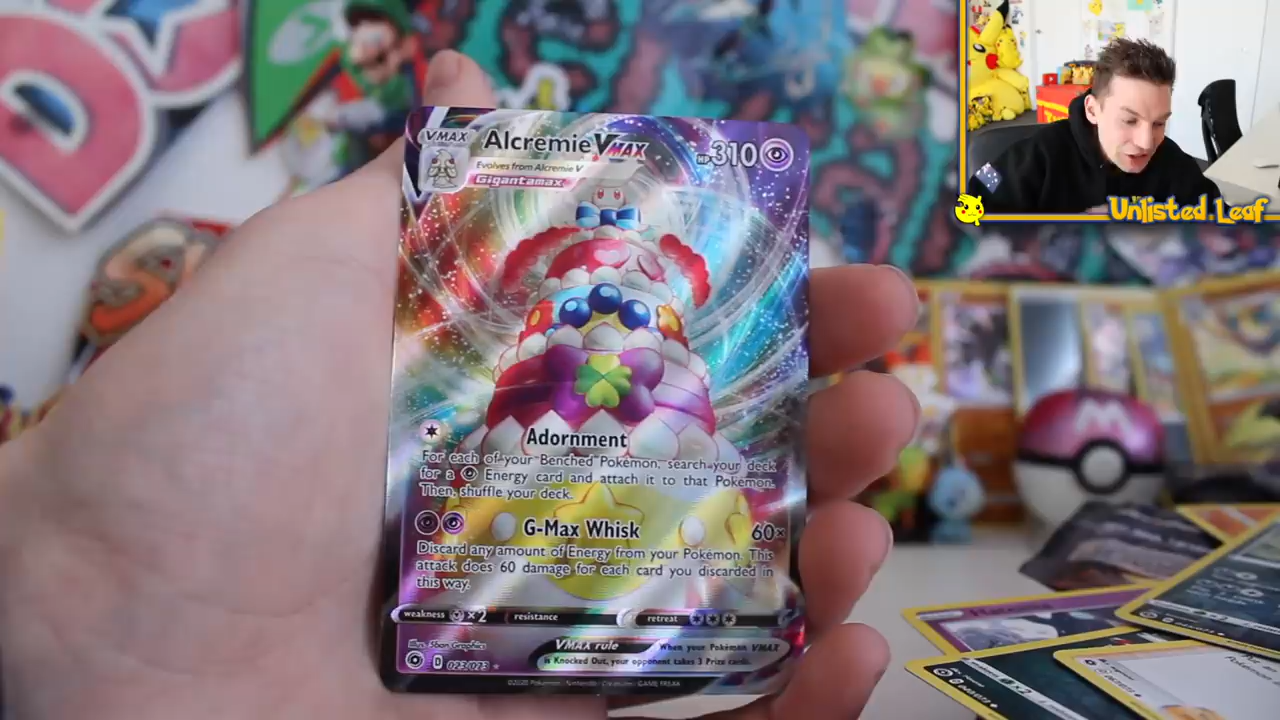 VMAX
Alcremie VMAX
HP 310
Evolves from Alcremie V
Gigantamax
Adornment
For each of your Benched Pokémon, search your deck
for a Energy card and attach it to that Pokémon.
Then, shuffle your deck.
G-Max Whisk 60×
Discard any amount of Energy from your Pokémon. This
attack does 60 damage for each card you discarded in
this way.
weakness ×2 resistance retreat
VMAX rule When your Pokémon VMAX
is Knocked Out, your opponent takes 3 Prize cards.
D 023/073
Unlisted Leaf